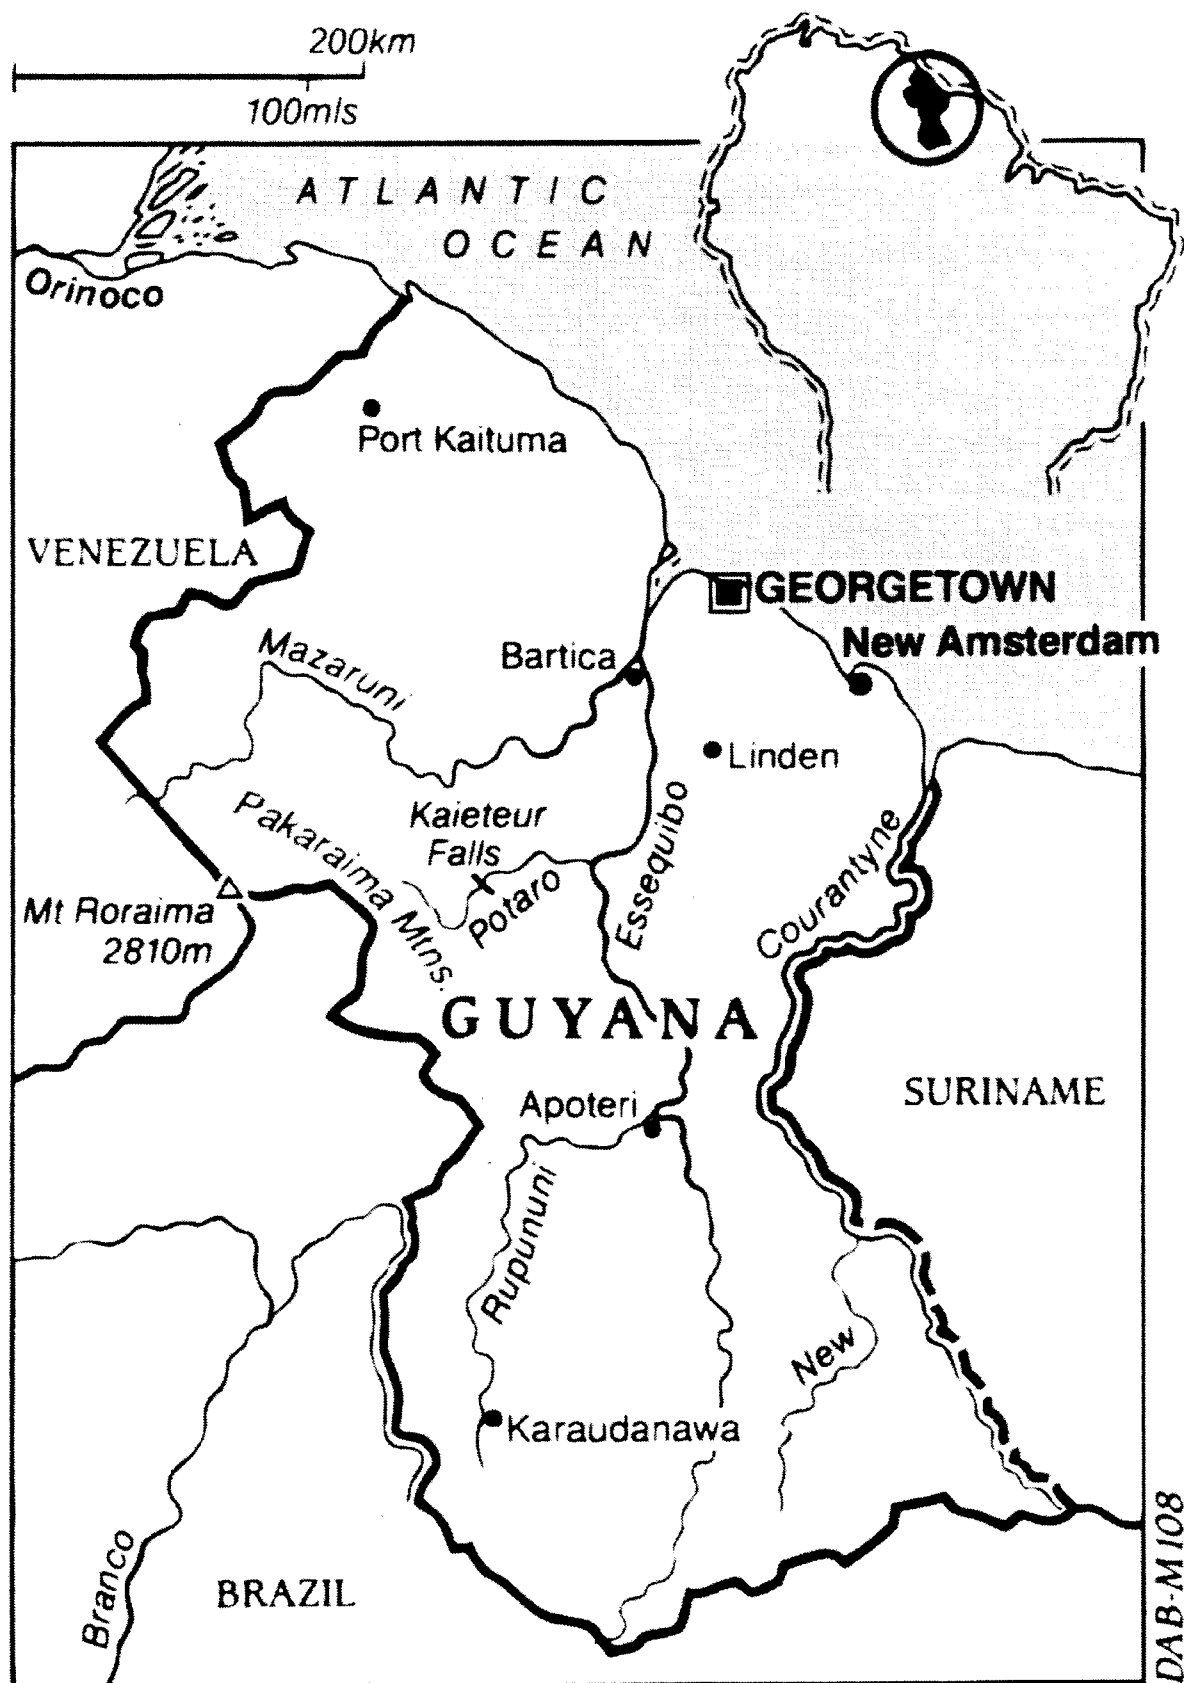 200km
100mls
ATLANTIC
OCEAN
Orinoco
Port Kaituma
VENEZUELA
GEORGETOWN
New Amsterdam
Bartica
Mazaruni
Linden
Kaieteur
Falls
Pakaraima Mtns.
Potaro
Essequibo
Courantyne
Mt Roraima
2810m
GUYANA
SURINAME
Apoteri
Rupununi
New
Karaudanawa
Branco
BRAZIL
DAB-M108